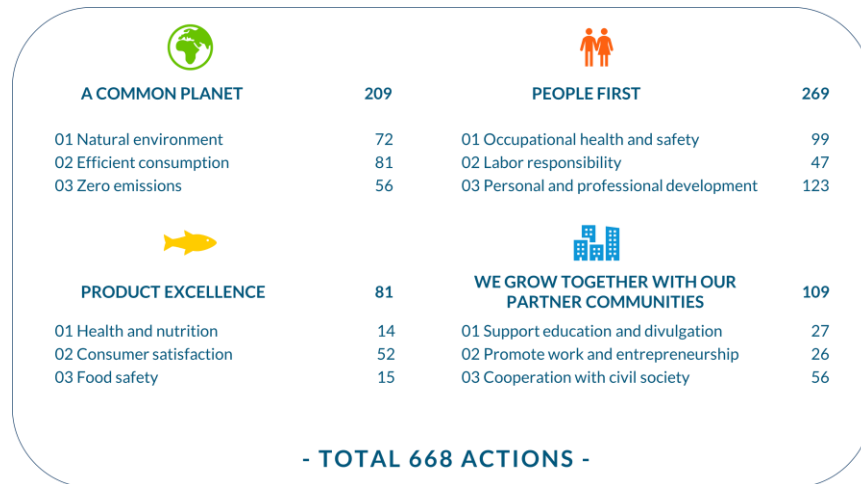 A COMMON PLANET 209
01 Natural environment 72
02 Efficient consumption 81
03 Zero emissions 56
PEOPLE FIRST 269
01 Occupational health and safety 99
02 Labor responsibility 47
03 Personal and professional development 123
PRODUCT EXCELLENCE 81
01 Health and nutrition 14
02 Consumer satisfaction 52
03 Food safety 15
WE GROW TOGETHER WITH OUR
PARTNER COMMUNITIES 109
01 Support education and divulgation 27
02 Promote work and entrepreneurship 26
03 Cooperation with civil society 56
- TOTAL 668 ACTIONS -